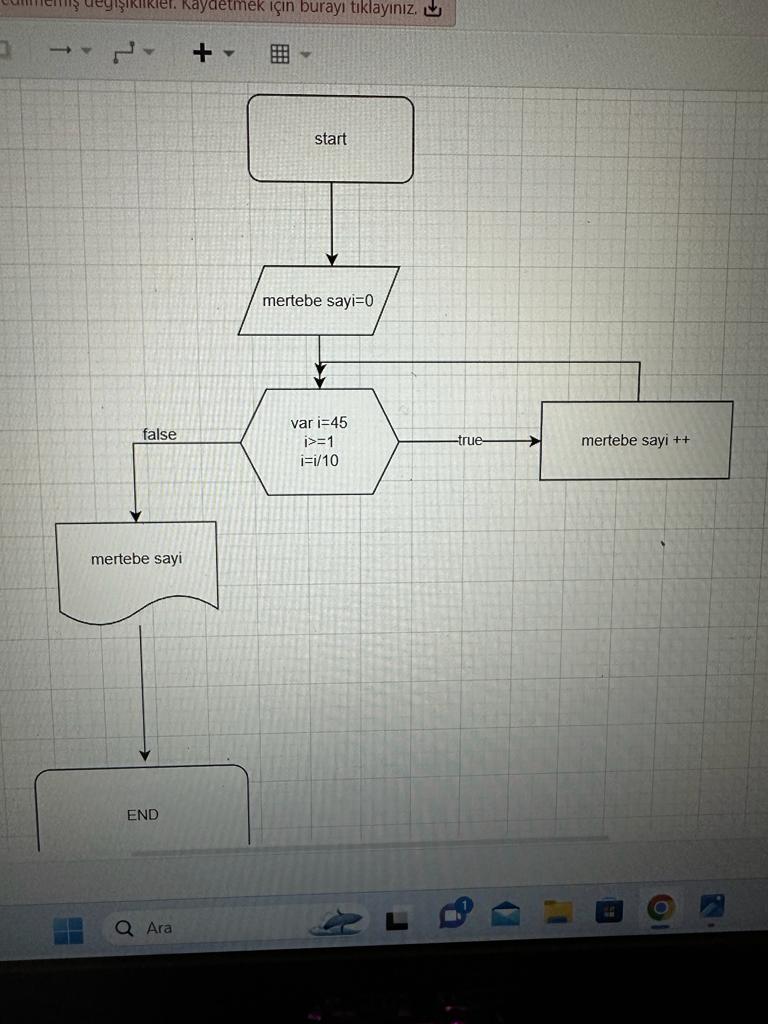 değişiklikler. Kaydetmek için burayı tıklayınız.
start
mertebe sayi=0
var i=45
i>=1
i=i/10
false
true
mertebe sayi ++
mertebe sayi
END
1
Ara